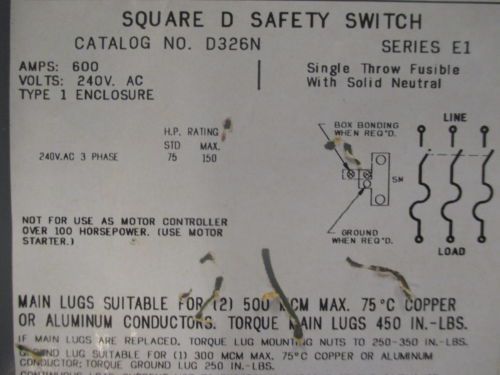 SQUARE D SAFETY SWITCH
CATALOG NO. D326N SERIES E1
AMPS: 600
VOLTS: 240V. AC
TYPE 1 ENCLOSURE
Single Throw Fusible
With Solid Neutral
H.P. RATING
STD MAX.
240V.AC 3 PHASE 75 150
BOX BONDING
WHEN REQ'D.
LINE
SN
GROUND
WHEN REQ'D.
LOAD
NOT FOR USE AS MOTOR CONTROLLER
OVER 100 HORSEPOWER. (USE MOTOR
STARTER.)
MAIN LUGS SUITABLE FOR (2) 500 MCM MAX. 75°C COPPER
OR ALUMINUM CONDUCTORS. TORQUE MAIN LUGS 450 IN.-LBS.
IF MAIN LUGS ARE REPLACED. TORQUE LUG MOUNTING NUTS TO 250-350 IN.-LBS.
GROUND LUG SUITABLE FOR (1) 300 MCM MAX. 75°C COPPER OR ALUMINUM
CONDUCTOR: TORQUE GROUND LUG 250 IN.-LBS.